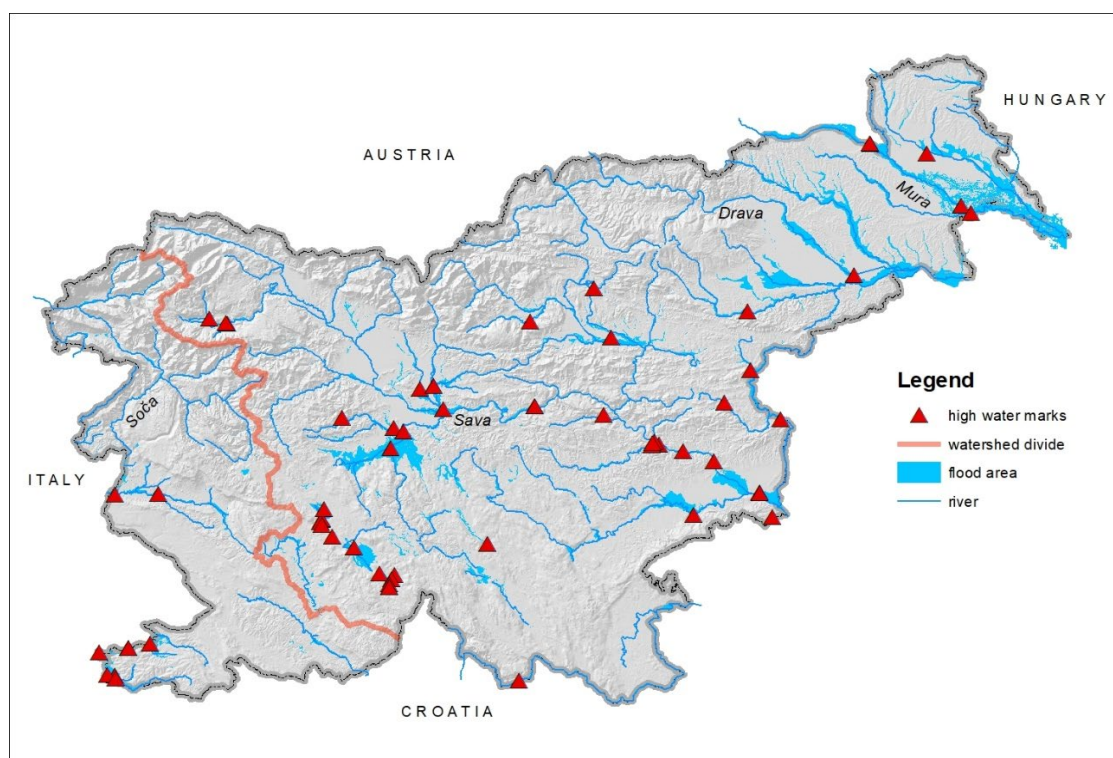 HUNGARY
AUSTRIA
Mura
Drava
Soča
Sava
ITALY
CROATIA
Legend
high water marks
watershed divide
flood area
river